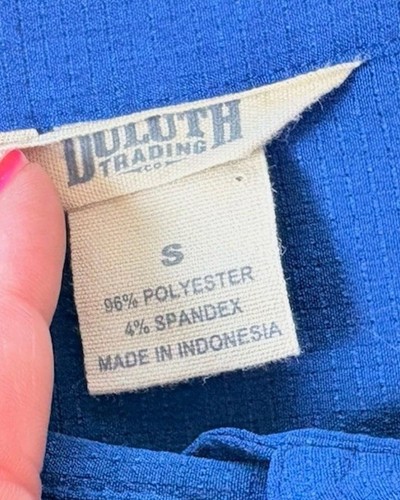 DULUTH
TRADING
CO
S
96% POLYESTER
4% SPANDEX
MADE IN INDONESIA